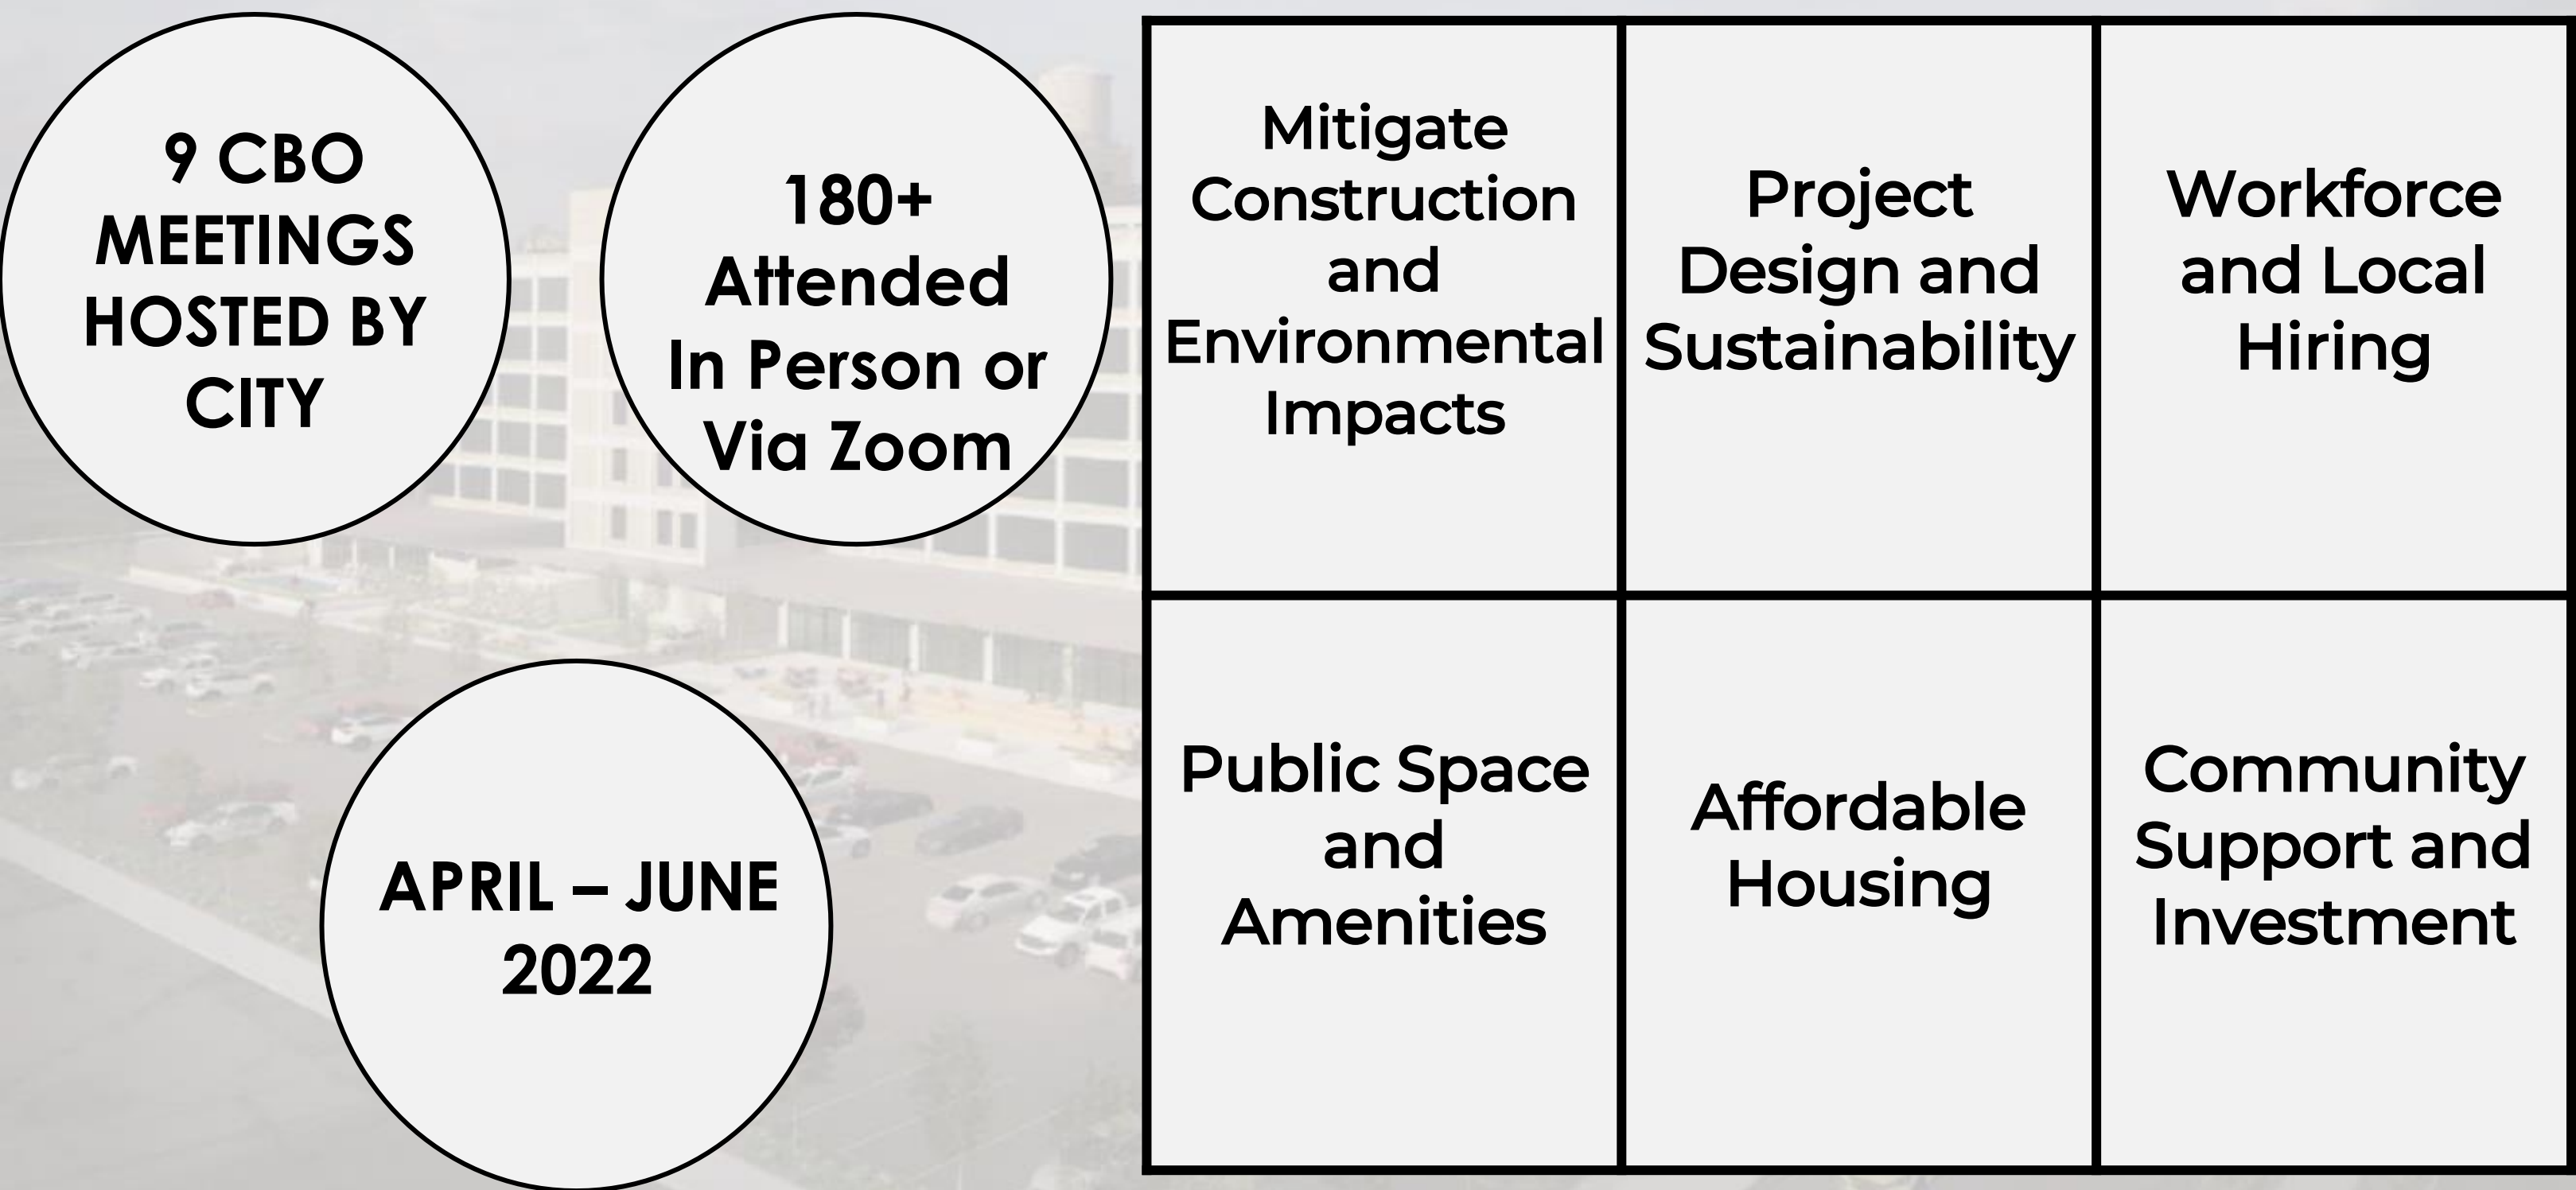 9 CBO
MEETINGS
HOSTED BY
CITY
180+
Attended
In Person or
Via Zoom
APRIL – JUNE
2022
Mitigate
Construction
and
Environmental
Impacts
Project
Design and
Sustainability
Workforce
and Local
Hiring
Public Space
and
Amenities
Affordable
Housing
Community
Support and
Investment